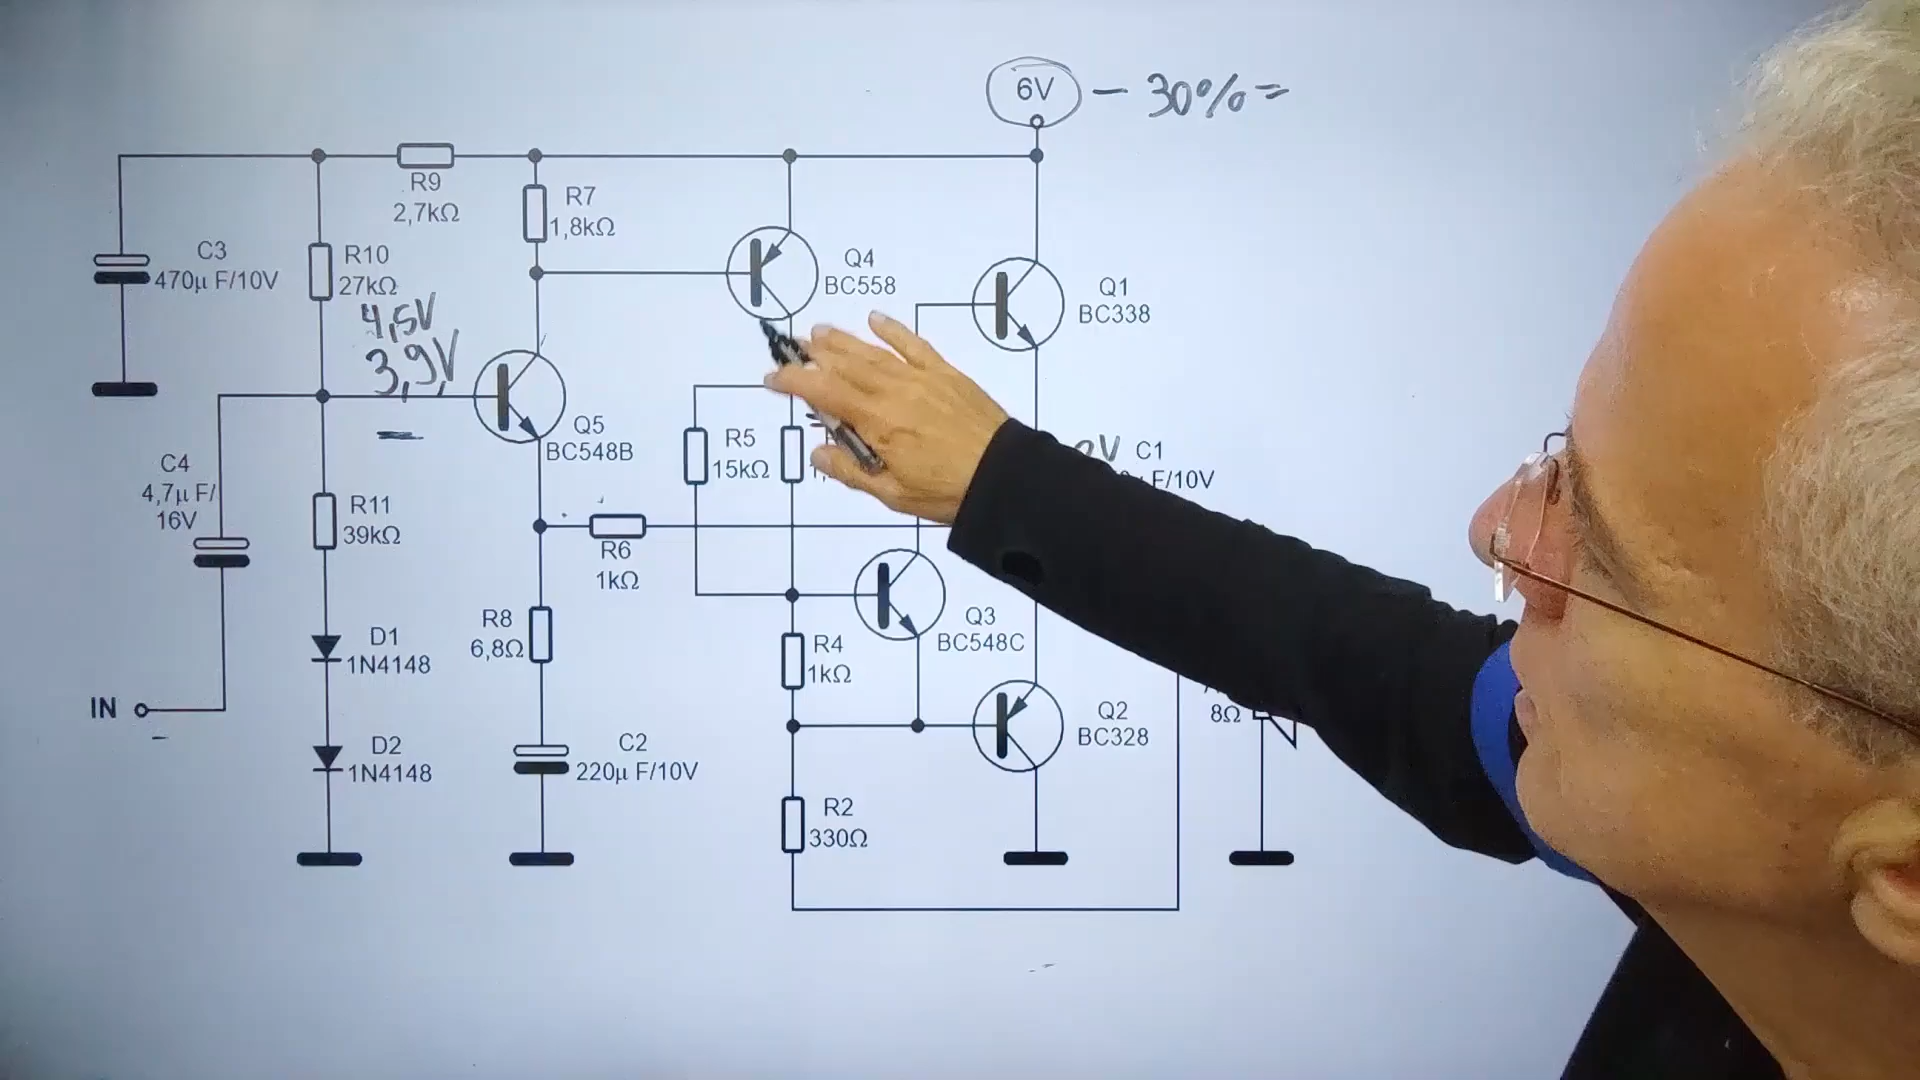 6V – 30% =
R9
2,7kΩ
R7
1,8kΩ
C3
470µ F/10V
R10
27kΩ
4,5V
3,9V
Q4
BC558
Q1
BC338
Q5
BC548B
R5
15kΩ
C1
F/10V
C4
4,7µ F/
16V
R11
39kΩ
R6
1kΩ
R8
6,8Ω
Q3
BC548C
D1
1N4148
R4
1kΩ
IN
8Ω
Q2
BC328
D2
1N4148
C2
220µ F/10V
R2
330Ω